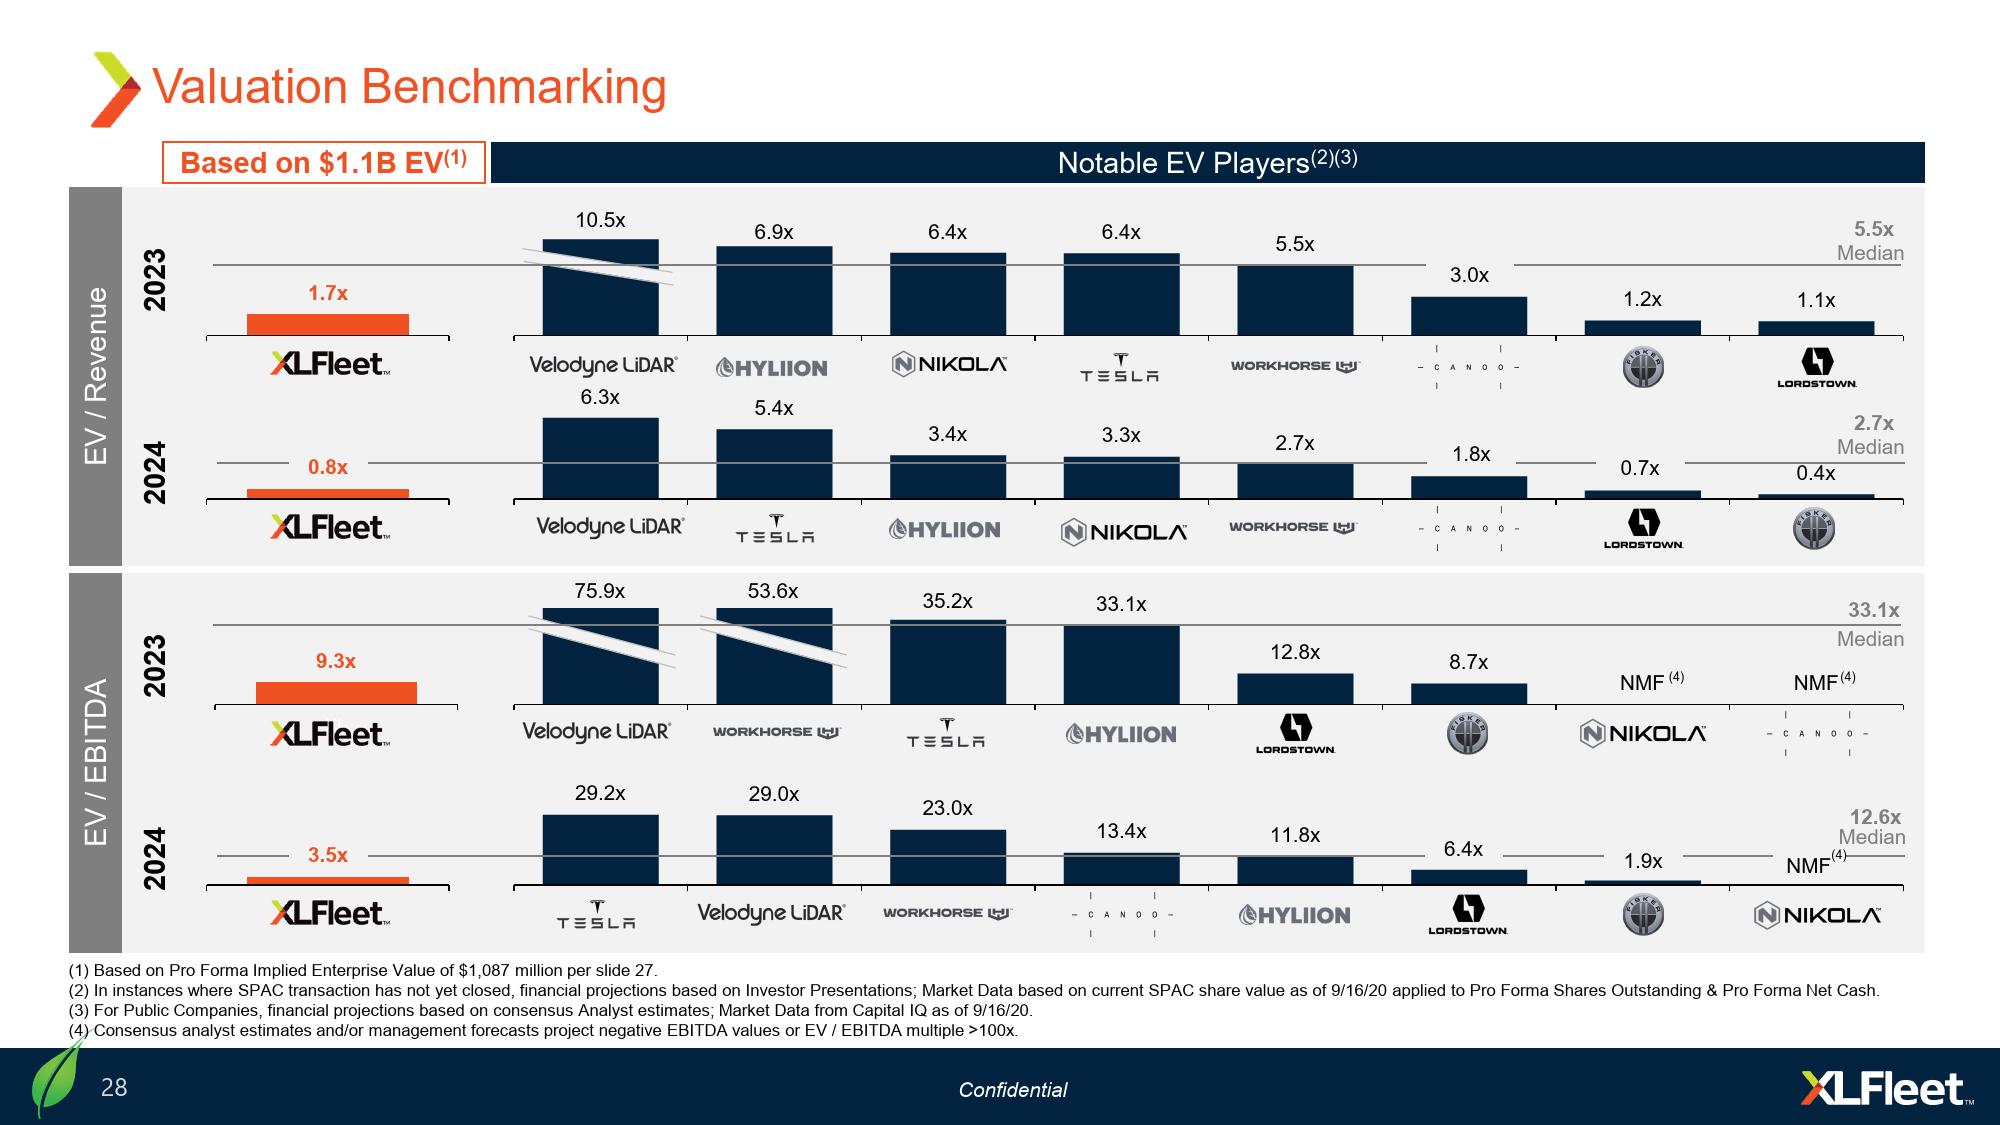 Valuation Benchmarking
Based on $1.1B EV(1)
Notable EV Players(2)(3)
EV / Revenue
2023
1.7x
10.5x
6.9x
6.4x
6.4x
5.5x
3.0x
1.2x
1.1x
5.5x
Median
XLFleet™
Velodyne LiDAR®
HYLIION
NIKOLA™
TESLA
WORKHORSE
CANOO
FISKER
LORDSTOWN
2024
0.8x
6.3x
5.4x
3.4x
3.3x
2.7x
1.8x
0.7x
0.4x
2.7x
Median
XLFleet™
Velodyne LiDAR®
TESLA
HYLIION
NIKOLA™
WORKHORSE
CANOO
LORDSTOWN
FISKER
EV / EBITDA
2023
9.3x
75.9x
53.6x
35.2x
33.1x
12.8x
8.7x
NMF (4)
NMF(4)
33.1x
Median
XLFleet™
Velodyne LiDAR®
WORKHORSE
TESLA
HYLIION
LORDSTOWN
FISKER
NIKOLA™
CANOO
2024
3.5x
29.2x
29.0x
23.0x
13.4x
11.8x
6.4x
1.9x
NMF(4)
12.6x
Median
XLFleet™
TESLA
Velodyne LiDAR®
WORKHORSE
CANOO
HYLIION
LORDSTOWN
FISKER
NIKOLA™
(1) Based on Pro Forma Implied Enterprise Value of $1,087 million per slide 27.
(2) In instances where SPAC transaction has not yet closed, financial projections based on Investor Presentations; Market Data based on current SPAC share value as of 9/16/20 applied to Pro Forma Shares Outstanding & Pro Forma Net Cash.
(3) For Public Companies, financial projections based on consensus Analyst estimates; Market Data from Capital IQ as of 9/16/20.
(4) Consensus analyst estimates and/or management forecasts project negative EBITDA values or EV / EBITDA multiple >100x.
28
Confidential
XLFleet™